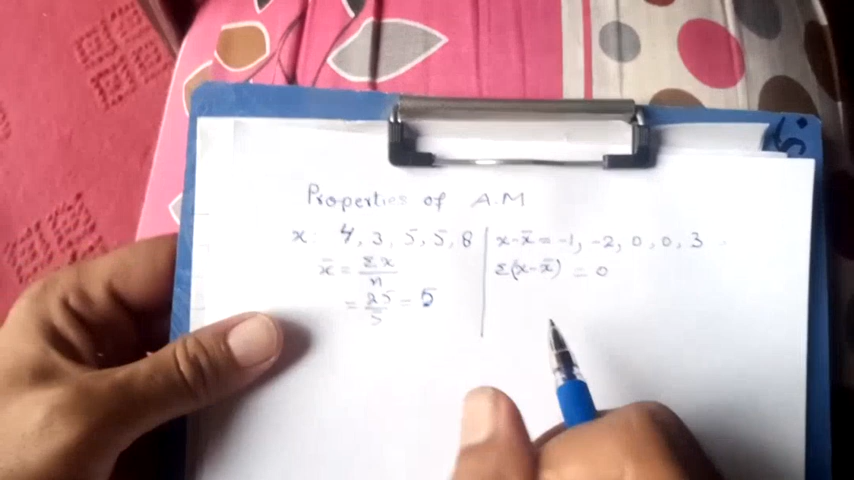 Properties of A.M
x: 4, 3, 5, 5, 8
x̄ = Σx/n
= 25/5 = 5
x-x̄ = -1, -2, 0, 0, 3
Σ(x-x̄) = 0